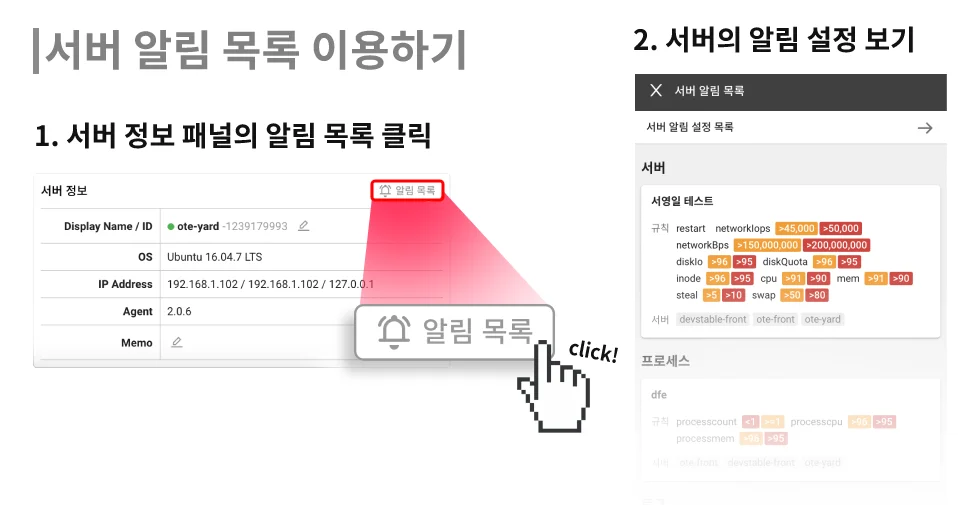 서버 알림 목록 이용하기
1. 서버 정보 패널의 알림 목록 클릭
서버 정보
알림 목록
Display Name / ID ote-yard -1239179993
OS Ubuntu 16.04.7 LTS
IP Address 192.168.1.102 / 192.168.1.102 / 127.0.0.1
Agent 2.0.6
Memo
알림 목록
click!
2. 서버의 알림 설정 보기
서버 알림 목록
서버 알림 설정 목록
서버
서영일 테스트
규칙 restart networkIops >45,000 >50,000
networkBps >150,000,000 >200,000,000
diskIo >96 >95 diskQuota >96 >95
inode >96 >95 cpu >91 >90 mem >91 >90
steal >5 >10 swap >50 >80
서버 devstable-front ote-front ote-yard
프로세스
dfe
규칙 processcount <1 ><1 processcpu >96 >95
processmem >96 >95
서버 ote-front devstable-front ote-yard